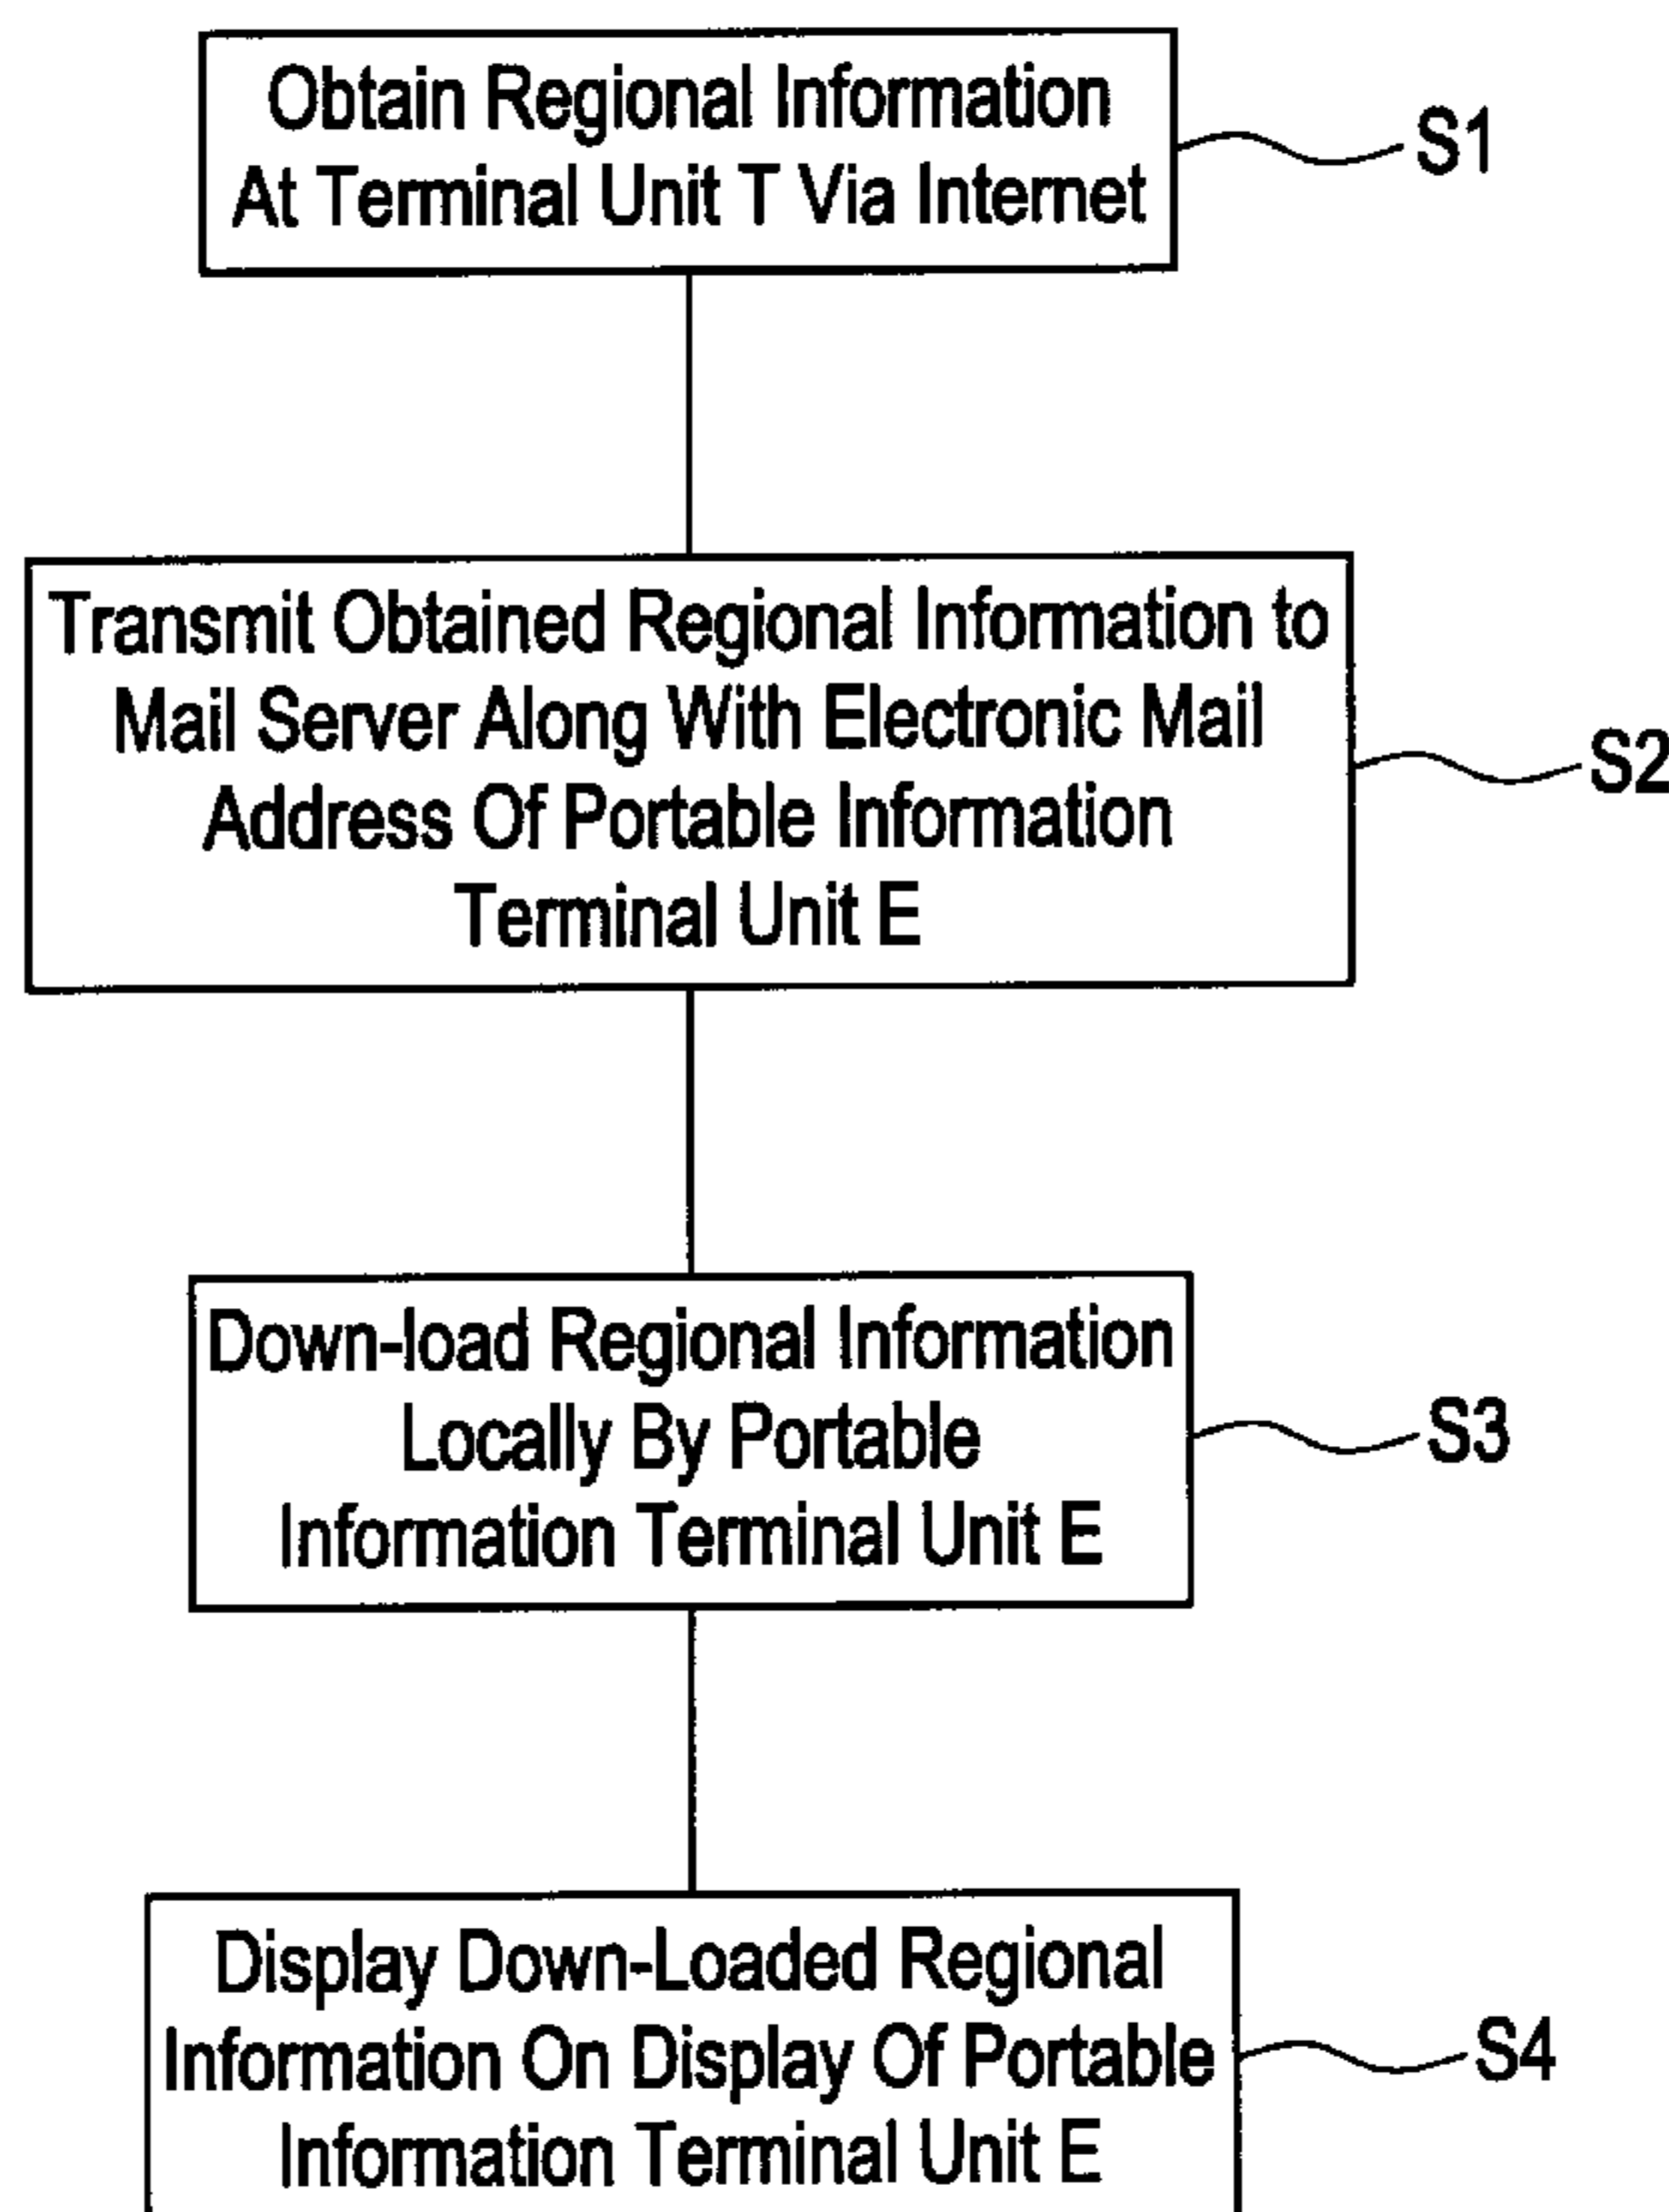 Obtain Regional Information
At Terminal Unit T Via Internet
S1
Transmit Obtained Regional Information to
Mail Server Along With Electronic Mail
Address Of Portable Information
Terminal Unit E
S2
Down-load Regional Information
Locally By Portable
Information Terminal Unit E
S3
Display Down-Loaded Regional
Information On Display Of Portable
Information Terminal Unit E
S4